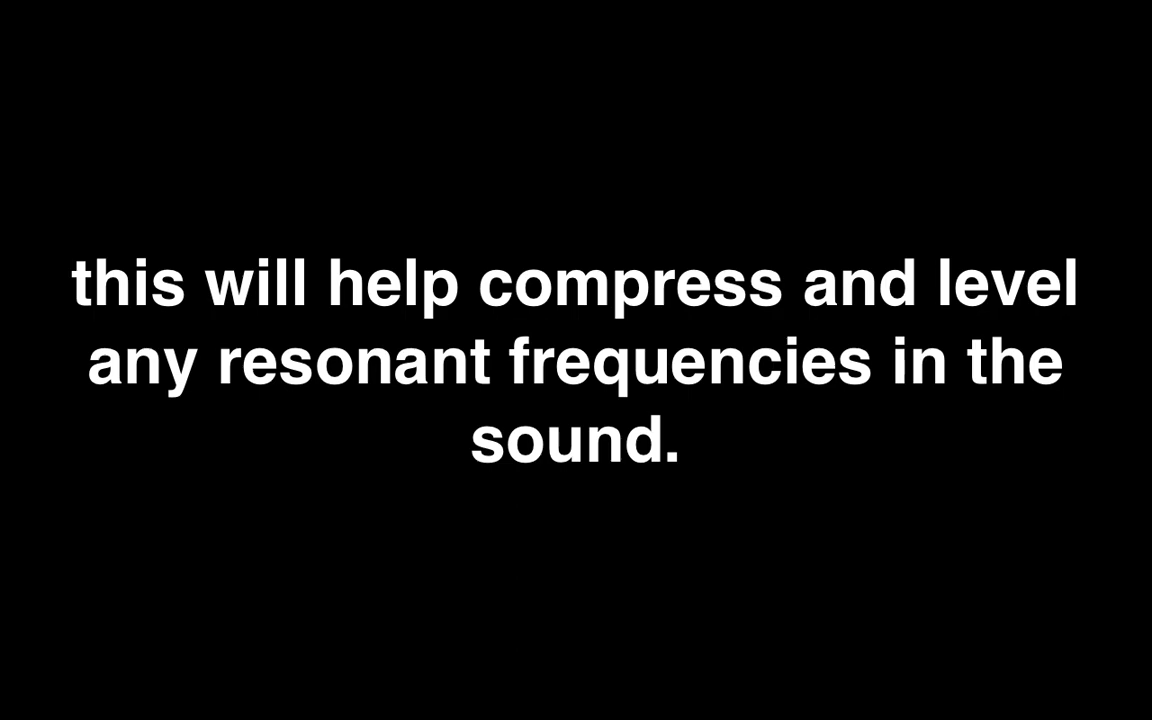 this will help compress and level
any resonant frequencies in the
sound.